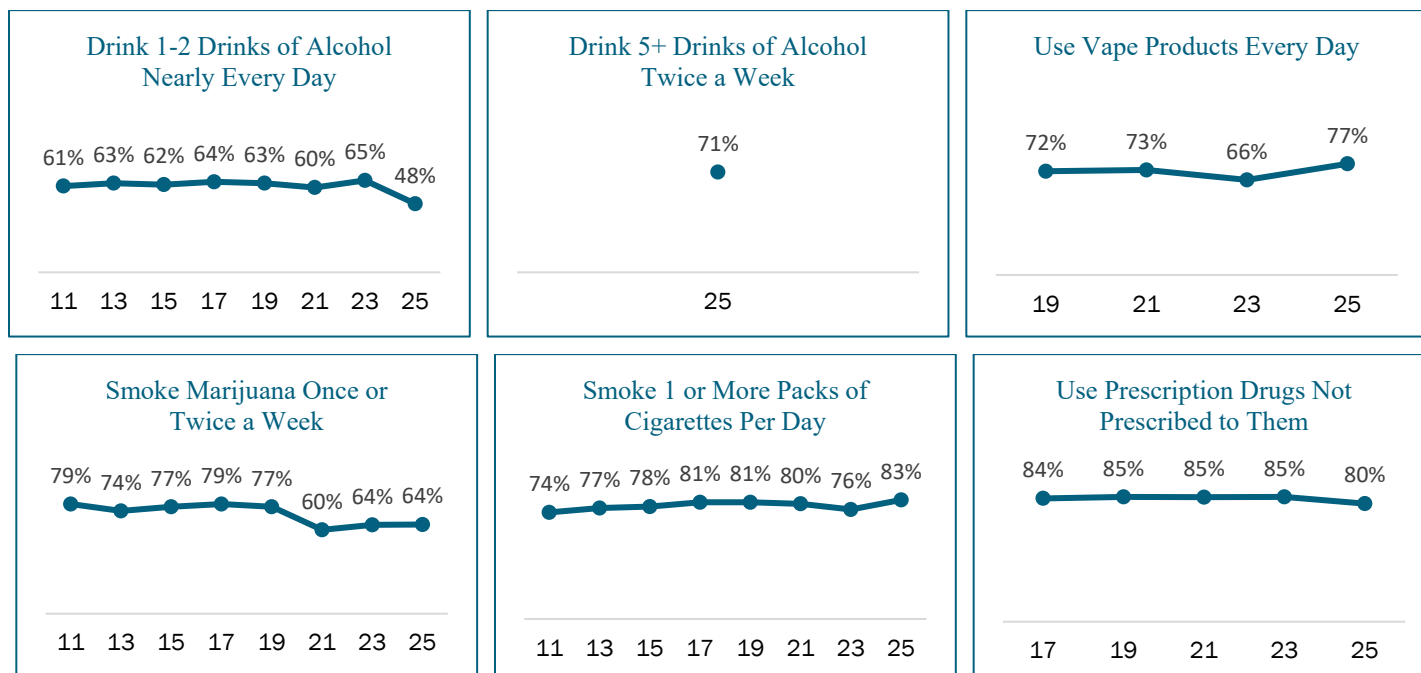 Drink 1-2 Drinks of Alcohol
Nearly Every Day
61% 63% 62% 64% 63% 60% 65% 48%
11 13 15 17 19 21 23 25
Drink 5+ Drinks of Alcohol
Twice a Week
71%
25
Use Vape Products Every Day
72% 73% 66% 77%
19 21 23 25
Smoke Marijuana Once or
Twice a Week
79% 74% 77% 79% 77% 60% 64% 64%
11 13 15 17 19 21 23 25
Smoke 1 or More Packs of
Cigarettes Per Day
74% 77% 78% 81% 81% 80% 76% 83%
11 13 15 17 19 21 23 25
Use Prescription Drugs Not
Prescribed to Them
84% 85% 85% 85% 80%
17 19 21 23 25